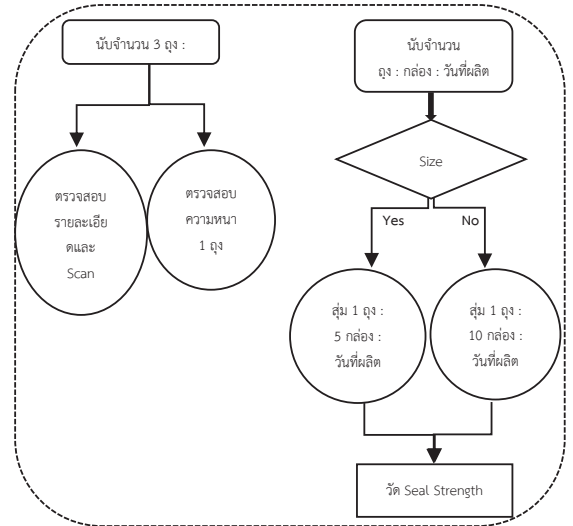 นับจำนวน 3 ถุง :
ตรวจสอบ
รายละเอีย
ดและ
Scan
ตรวจสอบ
ความหนา
1 ถุง
นับจำนวน
ถุง : กล่อง : วันที่ผลิต
Size
Yes
No
สุ่ม 1 ถุง :
5 กล่อง :
วันที่ผลิต
สุ่ม 1 ถุง :
10 กล่อง :
วันที่ผลิต
วัด Seal Strength